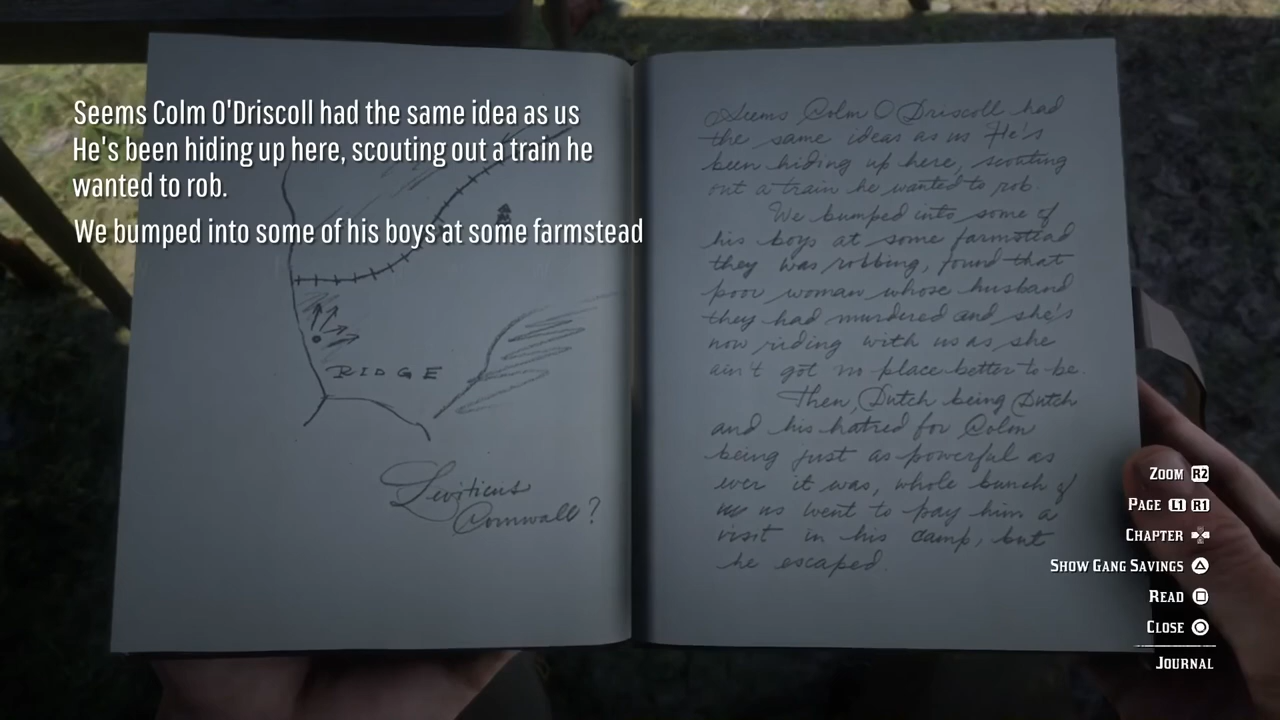 Seems Colm O'Driscoll had the same idea as us
He's been hiding up here, scouting out a train he
wanted to rob.
We bumped into some of his boys at some farmstead
RIDGE
Leviticus
Cornwall?
Seems Colm O Driscoll had
the same ideas as us He's
been hiding up here, scouting
out a train he wanted to rob.
We bumped into some of
his boys at some farmstead
they was robbing, found that
poor woman whose husband
they had murdered and she's
now riding with us as she
ain't got no place better to be.
Then, Dutch being Dutch
and his hatred for Colm
being just as powerful as
ever it was, whole bunch of
us went to pay him a
visit in his camp, but
he escaped.
ZOOM R2
PAGE L1 R1
CHAPTER
SHOW GANG SAVINGS
READ
CLOSE
JOURNAL